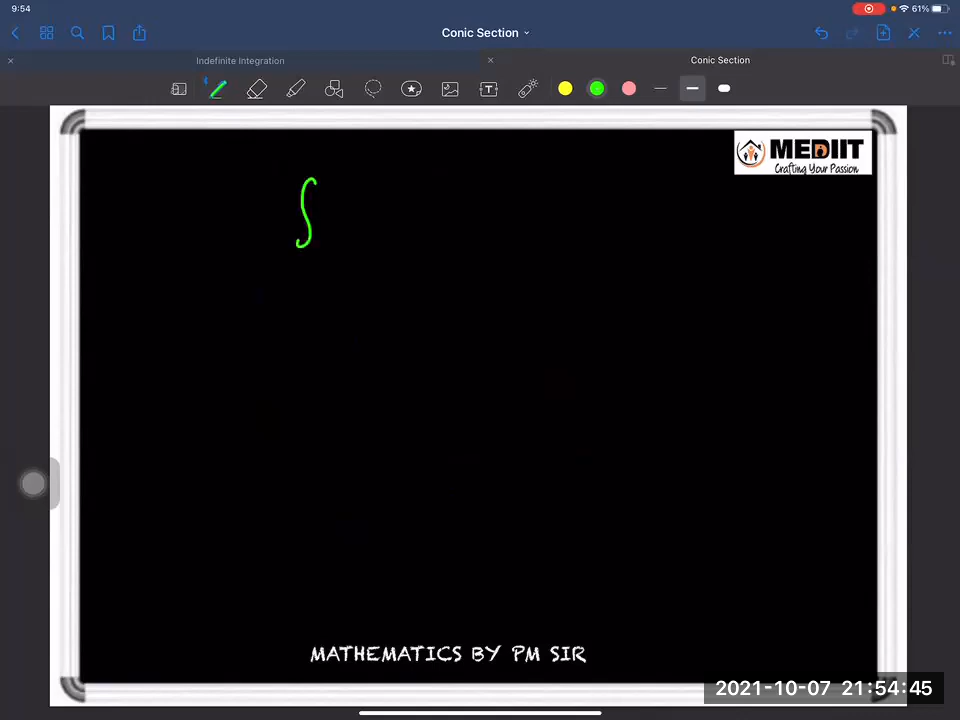 9:54
61%
Conic Section
Indefinite Integration
Conic Section
T
MEDIIT
Crafting Your Passion
∫
MATHEMATICS BY PM SIR
2021-10-07 21:54:45